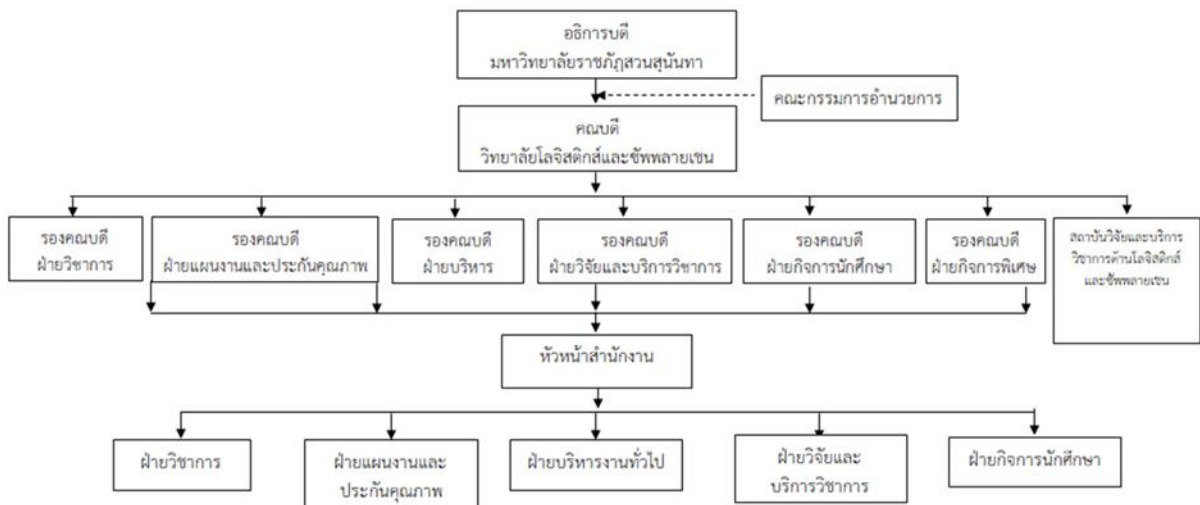 อธิการบดี
มหาวิทยาลัยราชภัฏสวนสุนันทา
คณะกรรมการอำนวยการ
คณบดี
วิทยาลัยโลจิสติกส์และซัพพลายเชน
รองคณบดี
ฝ่ายวิชาการ
รองคณบดี
ฝ่ายแผนงานและประกันคุณภาพ
รองคณบดี
ฝ่ายบริหาร
รองคณบดี
ฝ่ายวิจัยและบริการวิชาการ
รองคณบดี
ฝ่ายกิจการนักศึกษา
รองคณบดี
ฝ่ายกิจการพิเศษ
สถาบันวิจัยและบริการ
วิชาการด้านโลจิสติกส์
และซัพพลายเชน
หัวหน้าสำนักงาน
ฝ่ายวิชาการ
ฝ่ายแผนงานและ
ประกันคุณภาพ
ฝ่ายบริหารงานทั่วไป
ฝ่ายวิจัยและ
บริการวิชาการ
ฝ่ายกิจการนักศึกษา